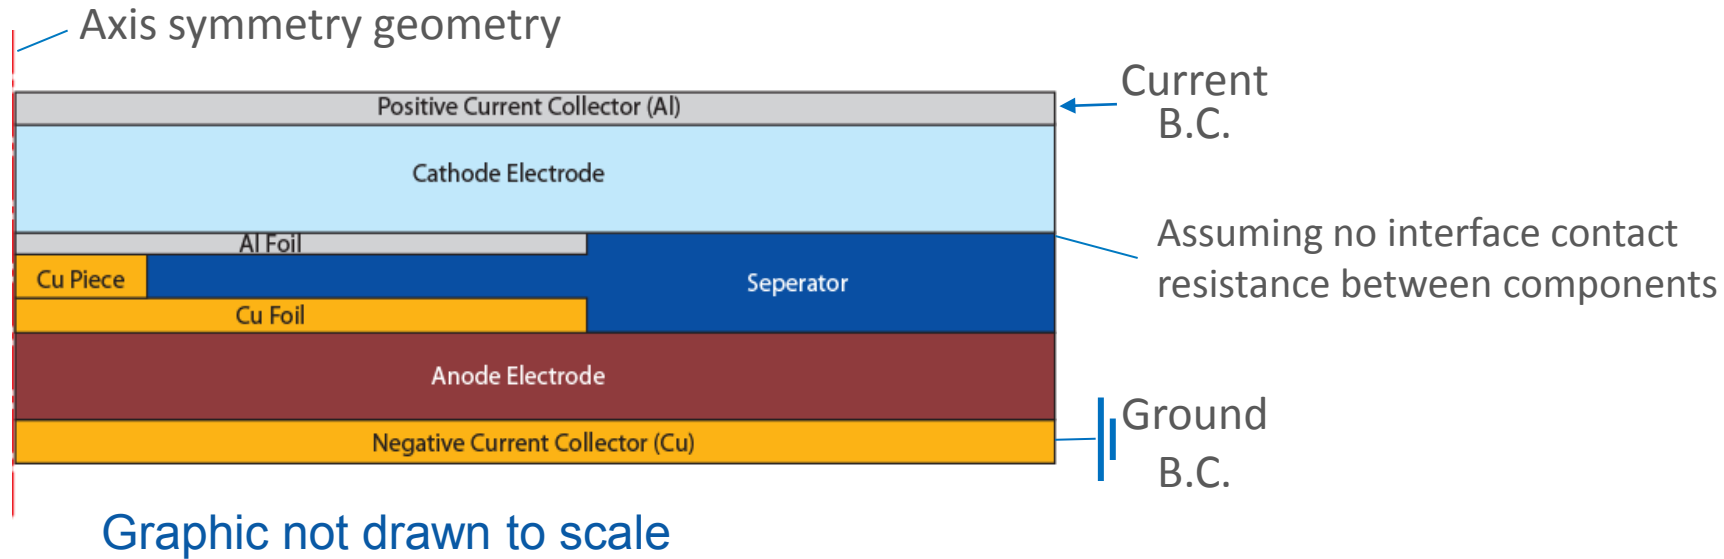 Axis symmetry geometry
Positive Current Collector (Al)
Current
B.C.
Cathode Electrode
Al Foil
Assuming no interface contact
resistance between components
Cu Piece
Seperator
Cu Foil
Anode Electrode
Ground
B.C.
Negative Current Collector (Cu)
Graphic not drawn to scale